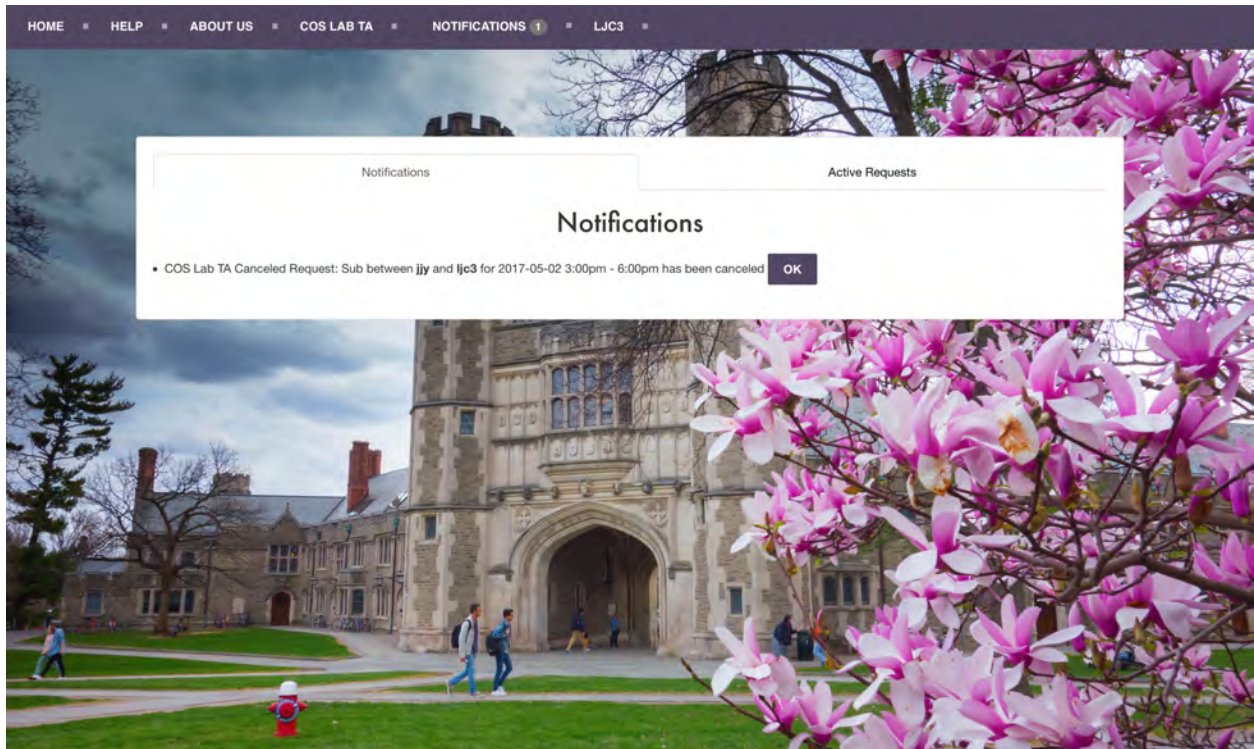 HOME HELP ABOUT US COS LAB TA NOTIFICATIONS 1 LJC3
Notifications Active Requests
Notifications
• COS Lab TA Canceled Request: Sub between jjy and ljc3 for 2017-05-02 3:00pm - 6:00pm has been canceled OK